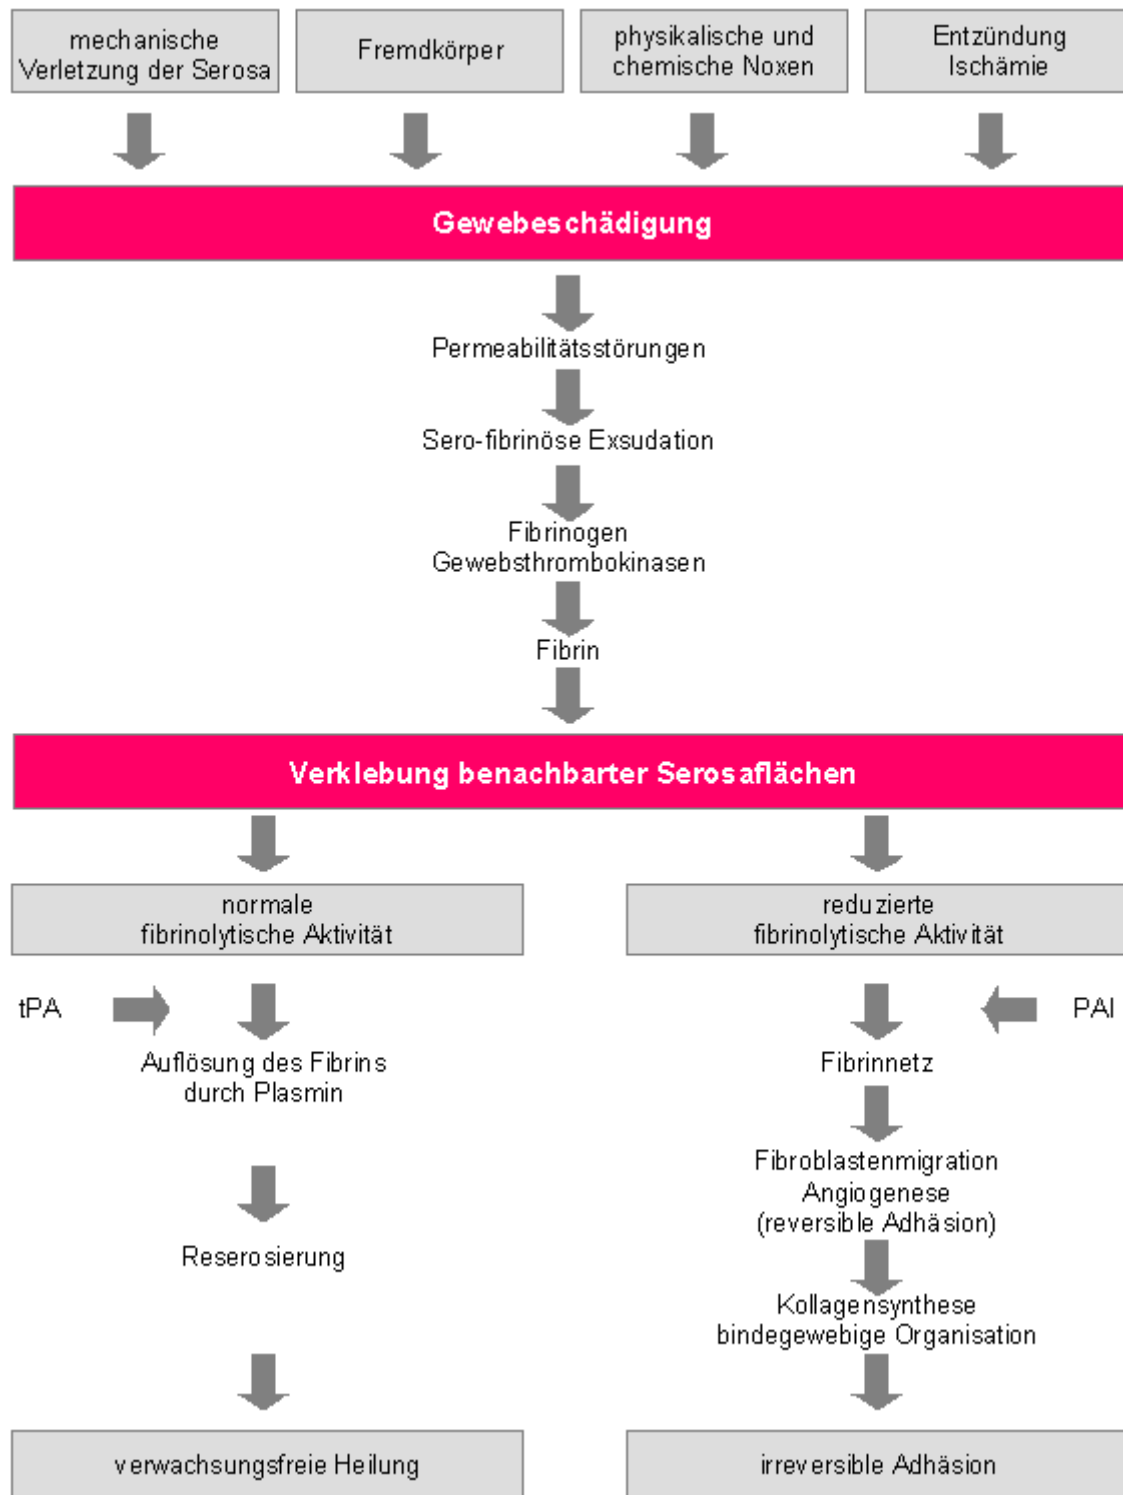 mechanische
Verletzung der Serosa
Fremdkörper
physikalische und
chemische Noxen
Entzündung
Ischämie
Gewebeschädigung
Permeabilitätsstörungen
Sero-fibrinöse Exsudation
Fibrinogen
Gewebsthrombokinasen
Fibrin
Verklebung benachbarter Serosaflächen
normale
fibrinolytische Aktivität
reduzierte
fibrinolytische Aktivität
tPA
PAI
Auflösung des Fibrins
durch Plasmin
Fibrinnetz
Fibroblastenmigration
Angiogenese
(reversible Adhäsion)
Reserosierung
Kollagensynthese
bindegewebige Organisation
verwachsungsfreie Heilung
irreversible Adhäsion